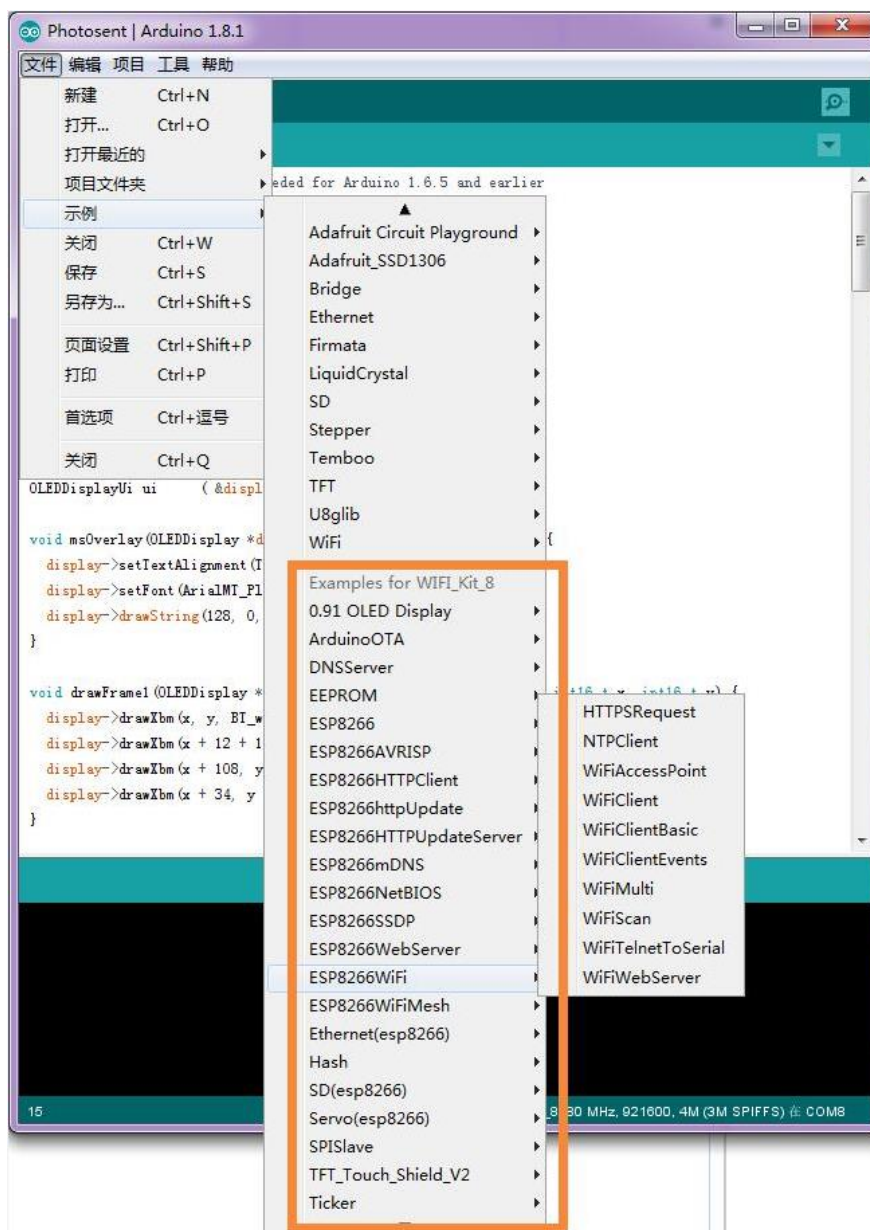 Photosent | Arduino 1.8.1
文件 编辑 项目 工具 帮助
新建 Ctrl+N
打开... Ctrl+O
打开最近的
项目文件夹
示例
关闭 Ctrl+W
保存 Ctrl+S
另存为... Ctrl+Shift+S
页面设置 Ctrl+Shift+P
打印 Ctrl+P
首选项 Ctrl+逗号
关闭 Ctrl+Q
eded for Arduino 1.6.5 and earlier
Adafruit Circuit Playground
Adafruit_SSD1306
Bridge
Ethernet
Firmata
LiquidCrystal
SD
Stepper
Temboo
TFT
U8glib
WiFi
Examples for WIFI_Kit_8
0.91 OLED Display
ArduinoOTA
DNSServer
EEPROM
ESP8266
ESP8266AVRISP
ESP8266HTTPClient
ESP8266httpUpdate
ESP8266HTTPUpdateServer
ESP8266mDNS
ESP8266NetBIOS
ESP8266SSDP
ESP8266WebServer
ESP8266WiFi
ESP8266WiFiMesh
Ethernet(esp8266)
Hash
SD(esp8266)
Servo(esp8266)
SPISlave
TFT_Touch_Shield_V2
Ticker
HTTPSRequest
NTPClient
WiFiAccessPoint
WiFiClient
WiFiClientBasic
WiFiClientEvents
WiFiMulti
WiFiScan
WiFiTelnetToSerial
WiFiWebServer
OLEDDisplayUi ui ( &displ
void msOverlay(OLEDDisplay *d {
display->setTextAlignment(T
display->setFont(ArialMT_Pl
display->drawString(128, 0,
}
void drawFrame1(OLEDDisplay * int16_t x, int16_t y) {
display->drawXbm(x, y, BT_w
display->drawXbm(x + 12 + 1
display->drawXbm(x + 108, y
display->drawXbm(x + 34, y
}
15 80 MHz, 921600, 4M (3M SPIFFS) 在 COM8